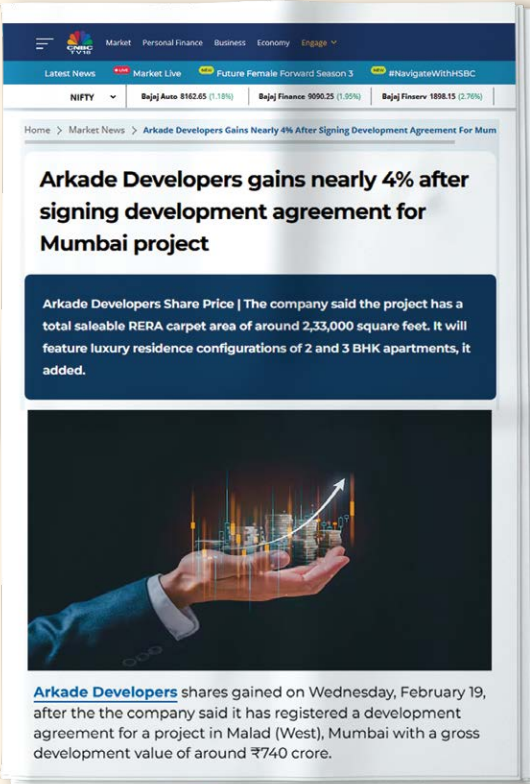 CNBC
TV18
Market Personal Finance Business Economy Engage
Latest News LIVE Market Live NEW Future Female Forward Season 3 NEW #NavigateWithHSBC
NIFTY Bajaj Auto 8162.65 (1.18%) Bajaj Finance 9090.25 (1.95%) Bajaj Finserv 1898.15 (2.76%)
Home > Market News > Arkade Developers Gains Nearly 4% After Signing Development Agreement For Mum
Arkade Developers gains nearly 4% after
signing development agreement for
Mumbai project
Arkade Developers Share Price | The company said the project has a
total saleable RERA carpet area of around 2,33,000 square feet. It will
feature luxury residence configurations of 2 and 3 BHK apartments, it
added.
Arkade Developers shares gained on Wednesday, February 19,
after the the company said it has registered a development
agreement for a project in Malad (West), Mumbai with a gross
development value of around ₹740 crore.